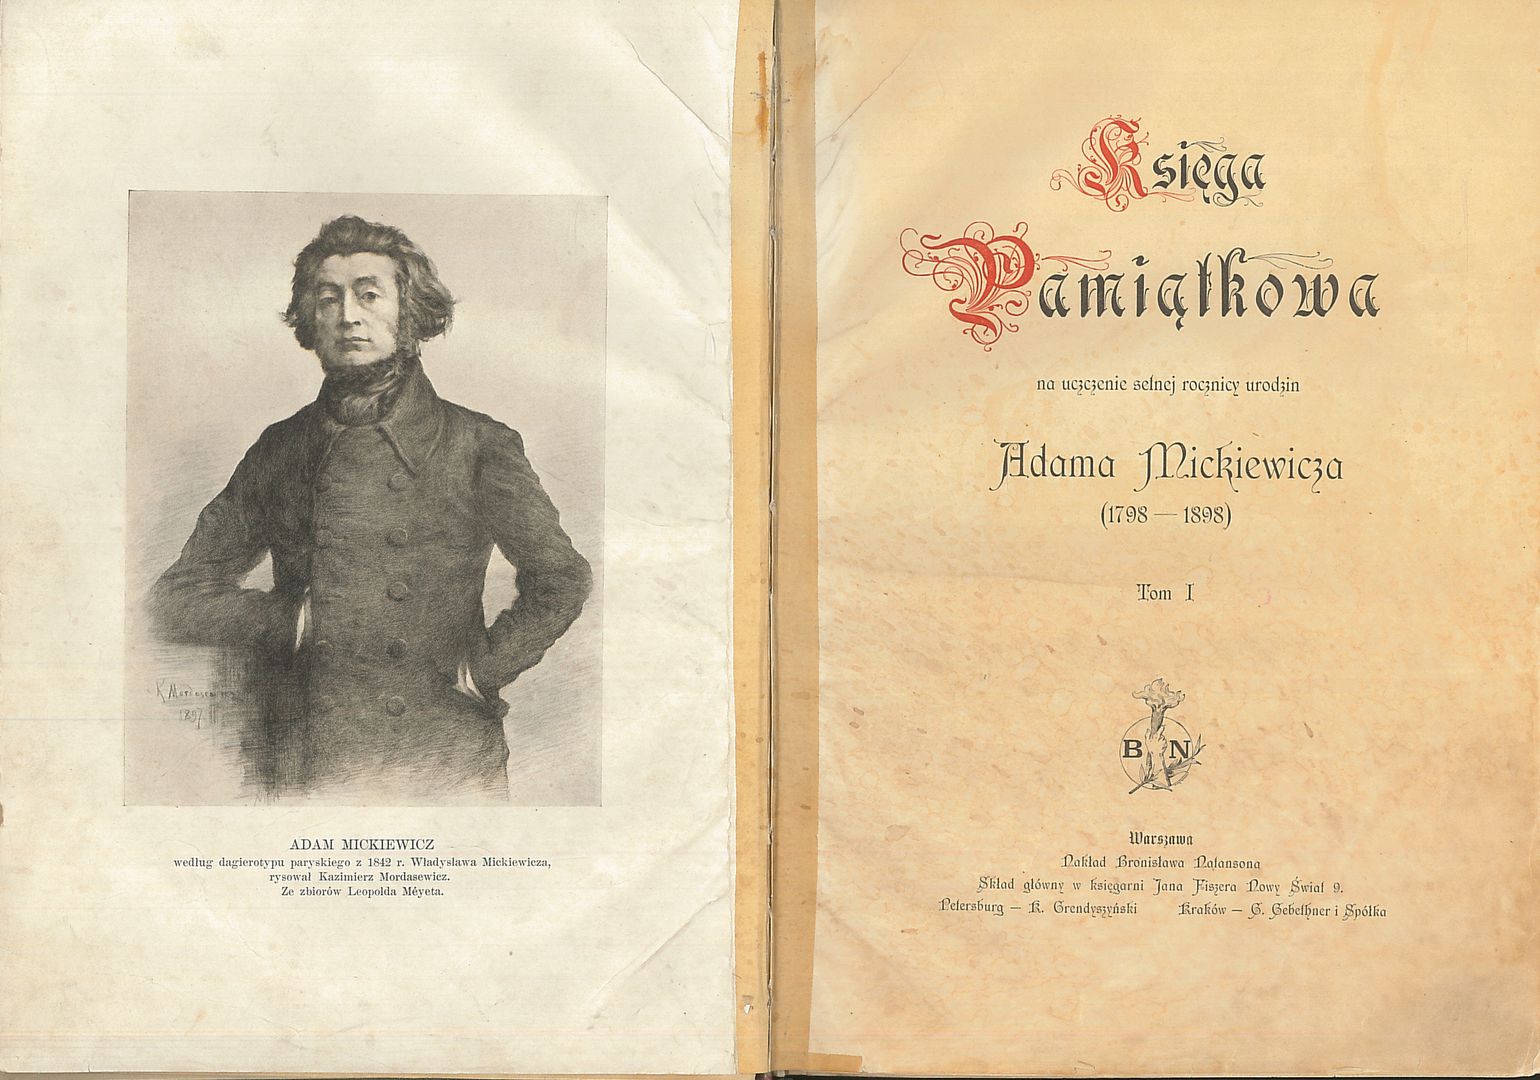 K. Mordasewicz
1897
ADAM MICKIEWICZ
według dagierotypu paryskiego z 1842 r. Władysława Mickiewicza,
rysował Kazimierz Mordasewicz.
Ze zbiorów Leopolda Méyeta.
Księga
Pamiątkowa
na uczczenie setnej rocznicy urodzin
Adama Mickiewicza
(1798 — 1898)
Tom I
B N
Warszawa
Nakład Bronisława Natansona
Skład główny w księgarni Jana Fiszera Nowy Świat 9.
Petersburg — K. Grendyszyński Kraków — G. Gebethner i Spółka